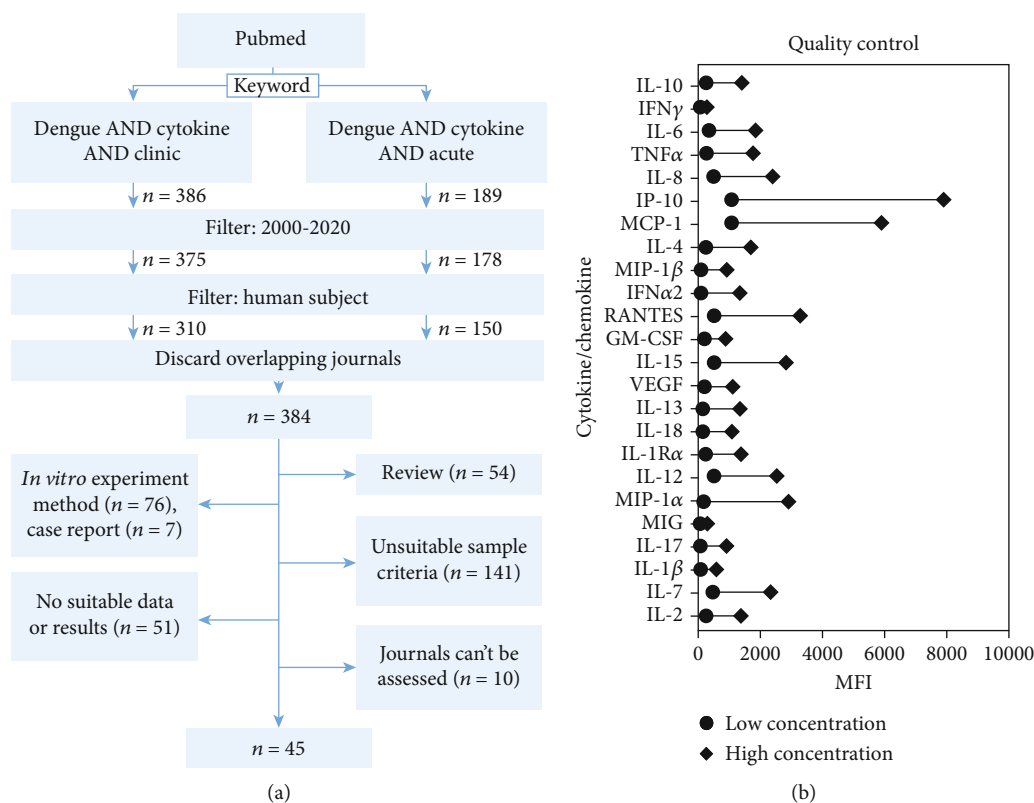 Pubmed
Keyword
Dengue AND cytokine
AND clinic
Dengue AND cytokine
AND acute
n = 386
n = 189
Filter: 2000-2020
n = 375
n = 178
Filter: human subject
n = 310
n = 150
Discard overlapping journals
n = 384
In vitro experiment
method (n = 76),
case report (n = 7)
Review (n = 54)
Unsuitable sample
criteria (n = 141)
No suitable data
or results (n = 51)
Journals can't be
assessed (n = 10)
n = 45
(a)
Quality control
Cytokine/chemokine
IL-10
IFNγ
IL-6
TNFα
IL-8
IP-10
MCP-1
IL-4
MIP-1β
IFNα2
RANTES
GM-CSF
IL-15
VEGF
IL-13
IL-18
IL-1Rα
IL-12
MIP-1α
MIG
IL-17
IL-1β
IL-7
IL-2
0 2000 4000 6000 8000 10000
MFI
Low concentration
High concentration
(b)